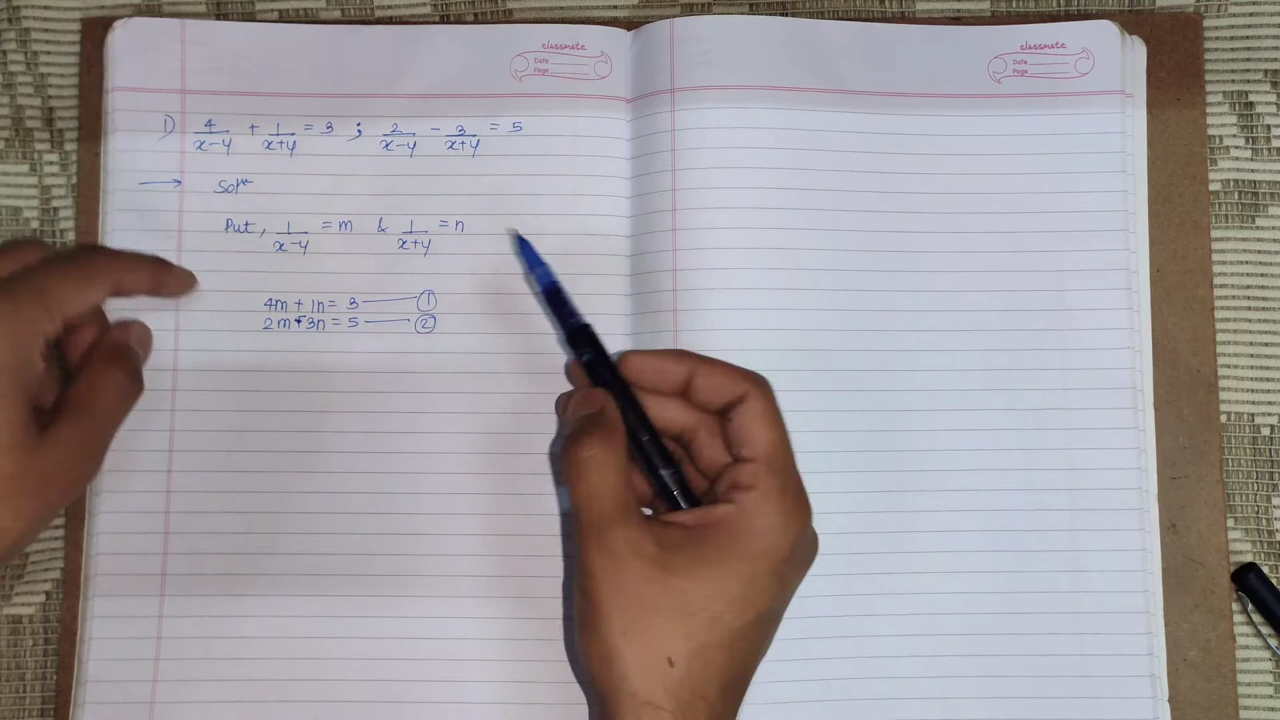 classmate
Date
Page
classmate
Date
Page
1) 4/(x-y) + 1/(x+y) = 3 ; 2/(x-y) - 3/(x+y) = 5
→ Solⁿ
Put, 1/(x-y) = m & 1/(x+y) = n
4m + 1n = 3 —— ①
2m - 3n = 5 —— ②